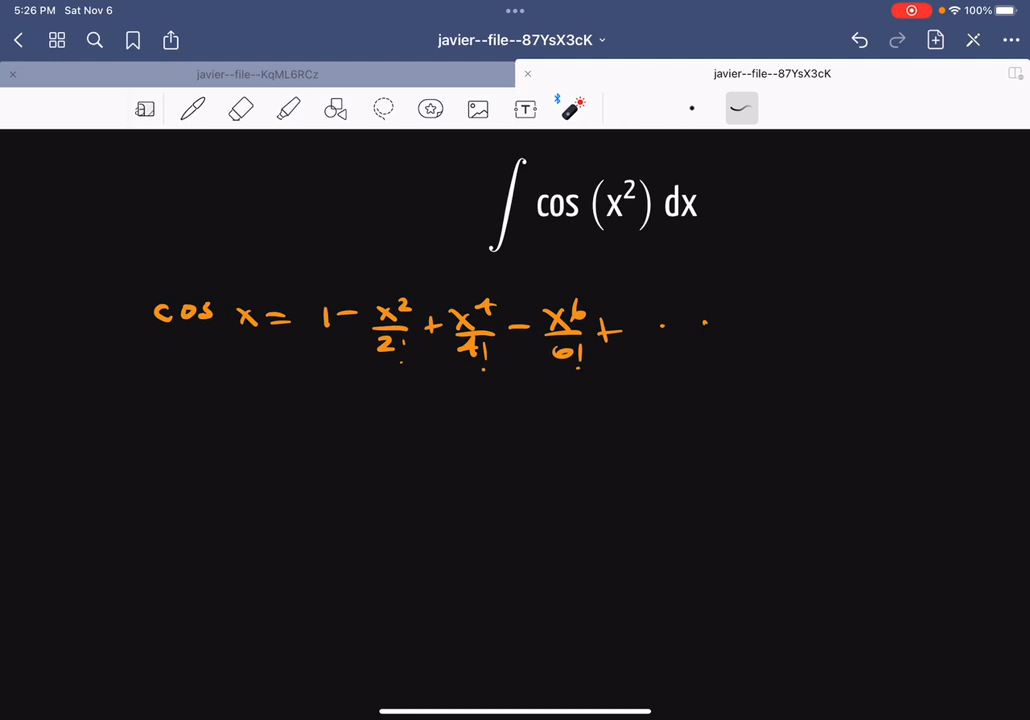 5:26 PM Sat Nov 6 100%
javier--file--87YsX3cK
javier--file--KqML6RCz javier--file--87YsX3cK
T
∫ cos (x²) dx
cos x = 1 - x²/2! + x⁴/4! - x⁶/6! + . .